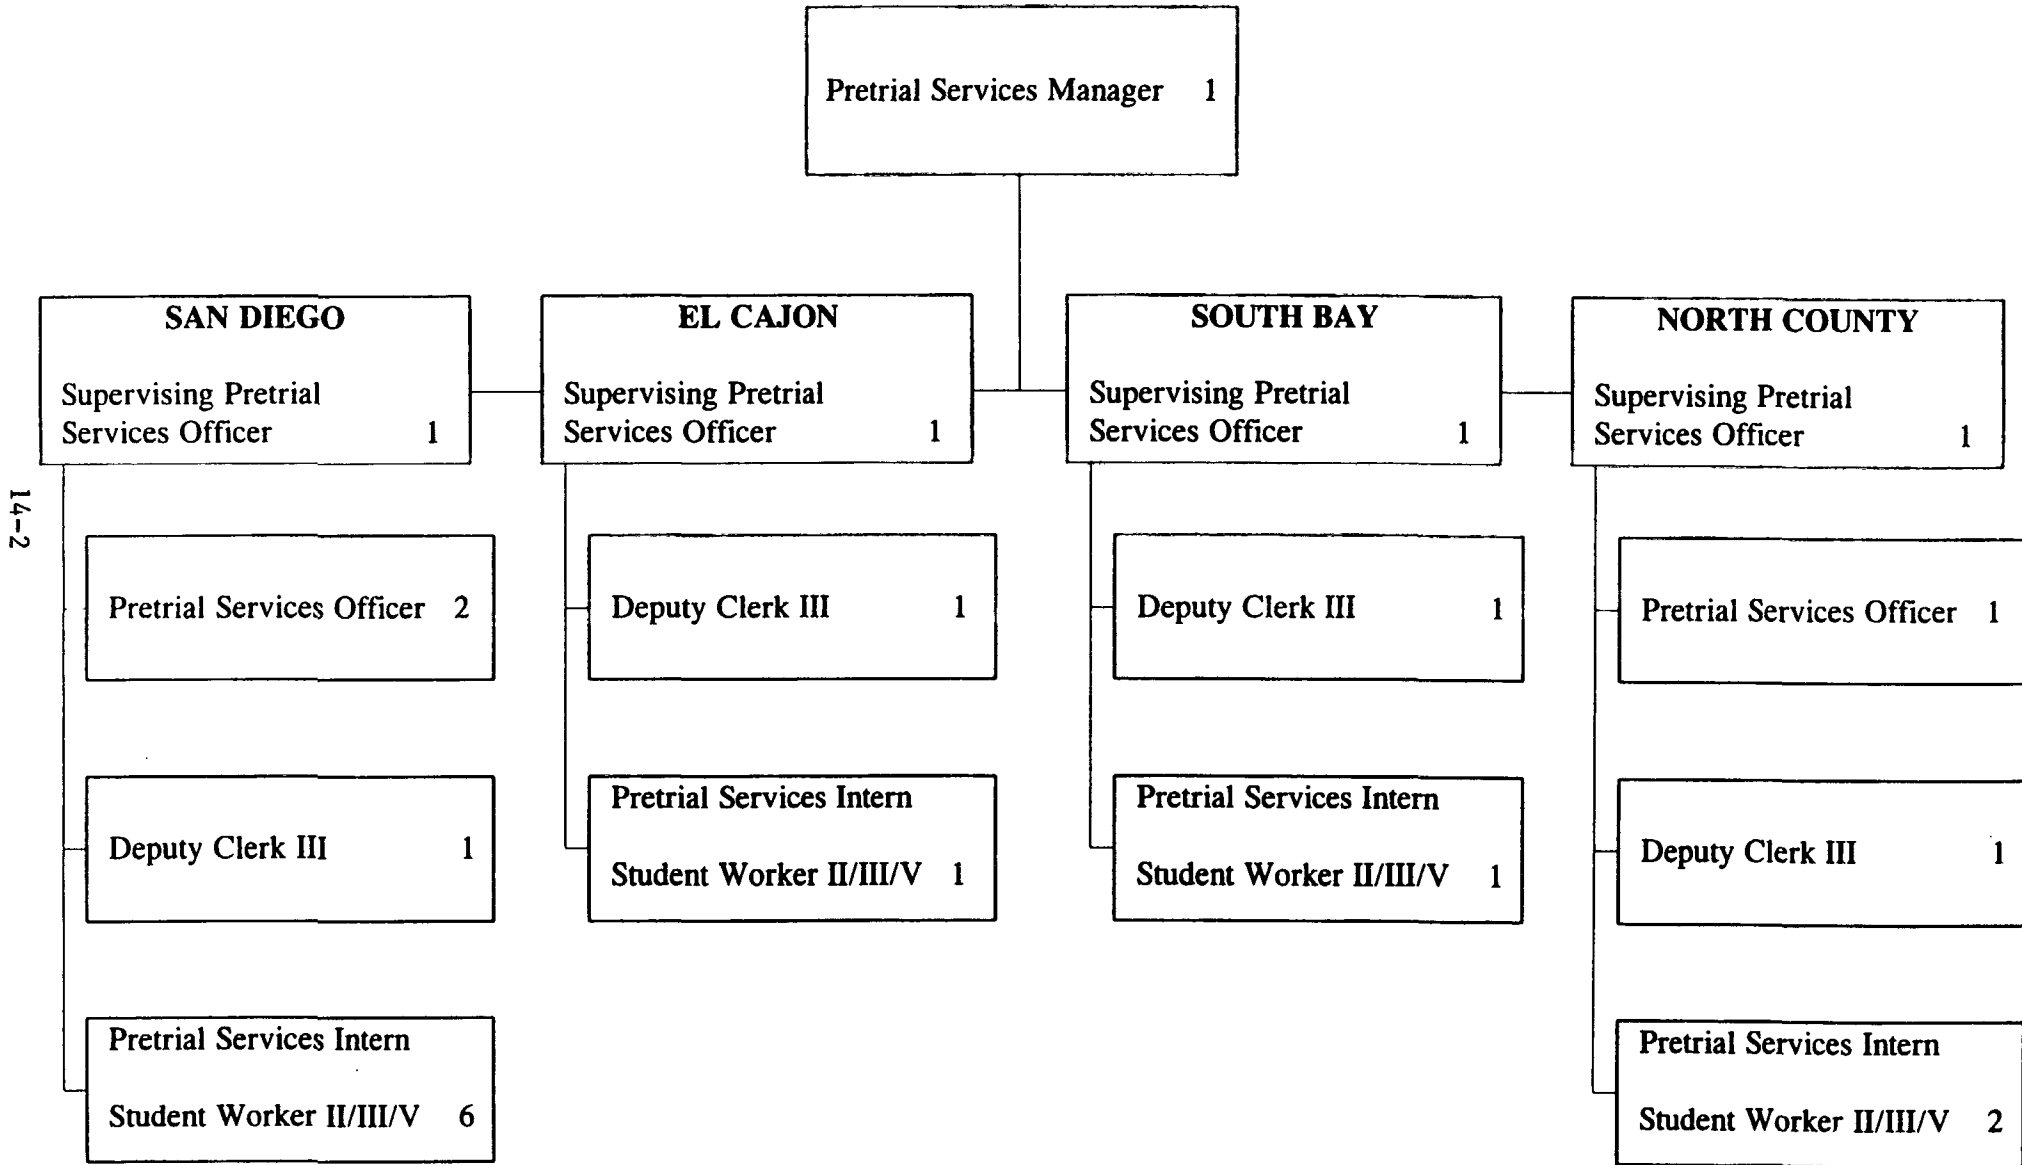 Pretrial Services Manager 1
SAN DIEGO
Supervising Pretrial
Services Officer 1
Pretrial Services Officer 2
Deputy Clerk III 1
Pretrial Services Intern
Student Worker II/III/V 6
EL CAJON
Supervising Pretrial
Services Officer 1
Deputy Clerk III 1
Pretrial Services Intern
Student Worker II/III/V 1
SOUTH BAY
Supervising Pretrial
Services Officer 1
Deputy Clerk III 1
Pretrial Services Intern
Student Worker II/III/V 1
NORTH COUNTY
Supervising Pretrial
Services Officer 1
Pretrial Services Officer 1
Deputy Clerk III 1
Pretrial Services Intern
Student Worker II/III/V 2
14-2